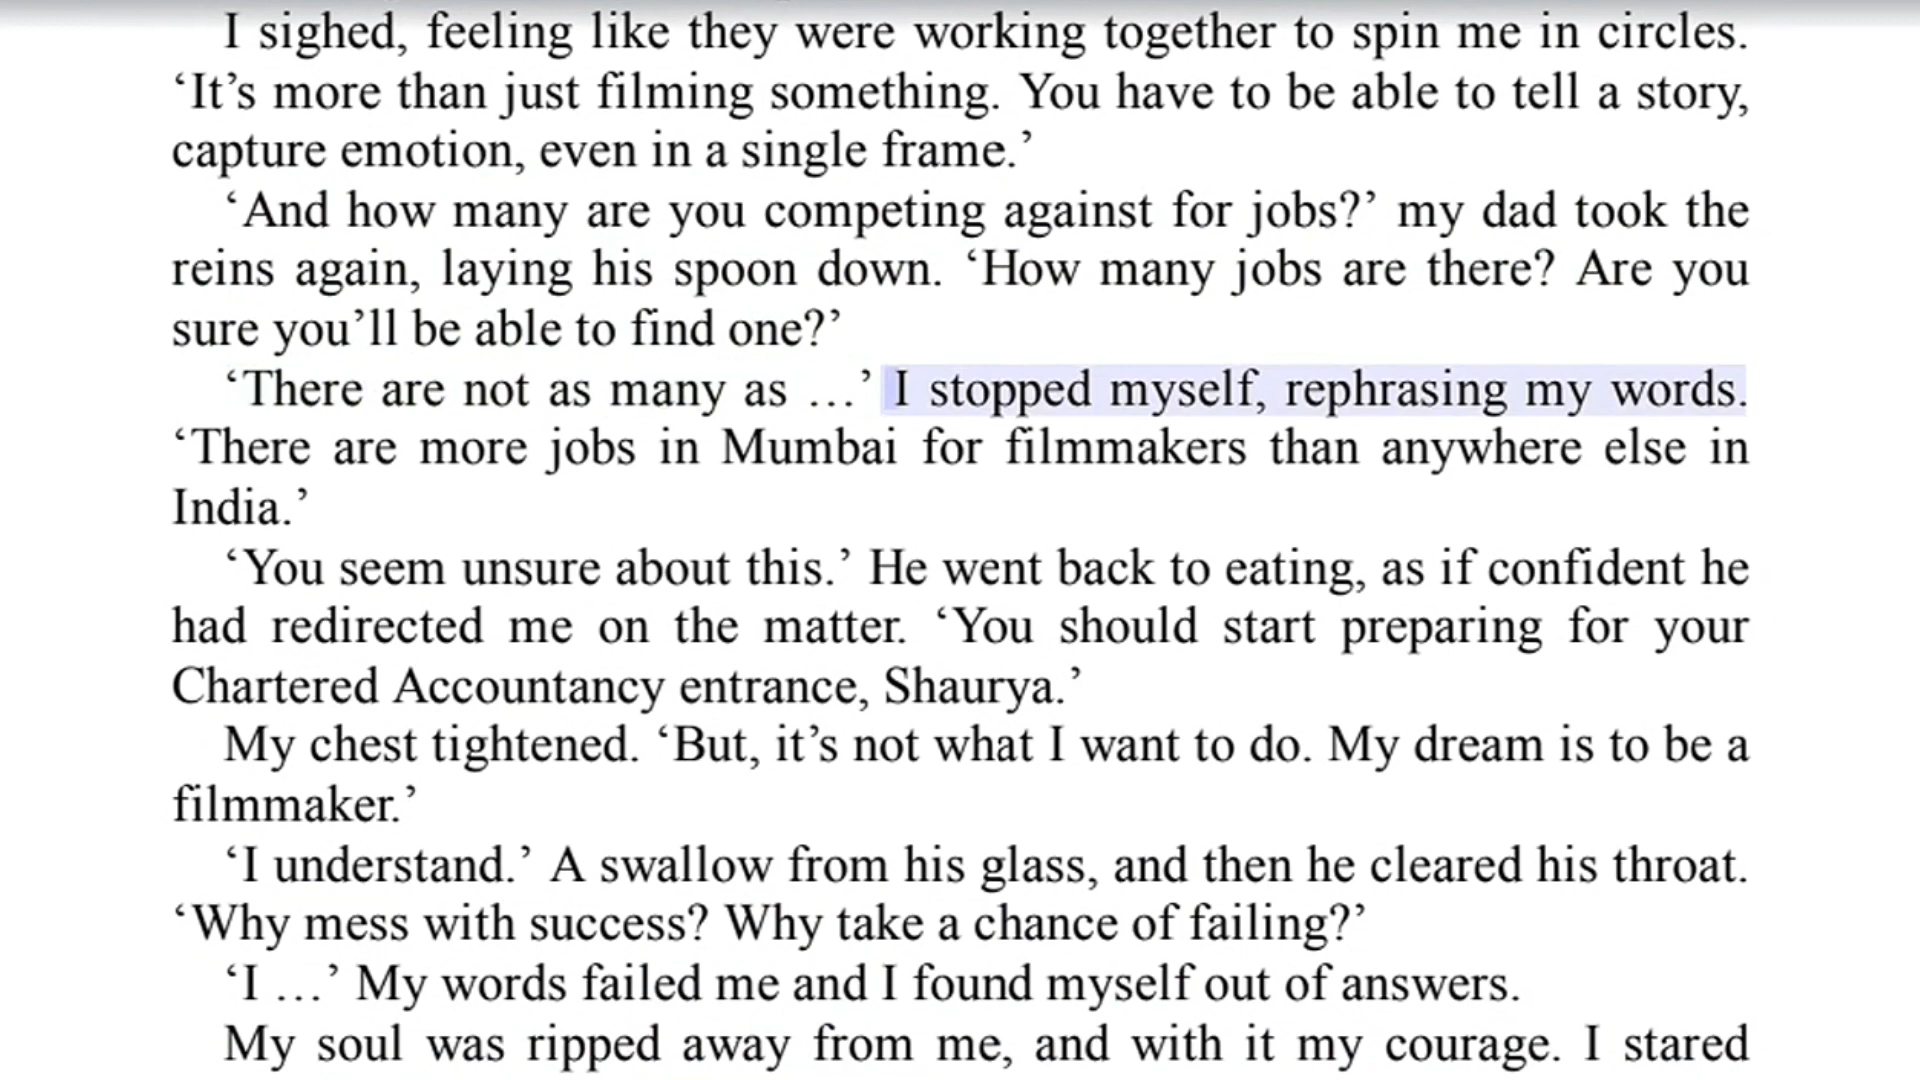 I sighed, feeling like they were working together to spin me in circles.
‘It’s more than just filming something. You have to be able to tell a story,
capture emotion, even in a single frame.’
‘And how many are you competing against for jobs?’ my dad took the
reins again, laying his spoon down. ‘How many jobs are there? Are you
sure you’ll be able to find one?’
‘There are not as many as …’ I stopped myself, rephrasing my words.
‘There are more jobs in Mumbai for filmmakers than anywhere else in
India.’
‘You seem unsure about this.’ He went back to eating, as if confident he
had redirected me on the matter. ‘You should start preparing for your
Chartered Accountancy entrance, Shaurya.’
My chest tightened. ‘But, it’s not what I want to do. My dream is to be a
filmmaker.’
‘I understand.’ A swallow from his glass, and then he cleared his throat.
‘Why mess with success? Why take a chance of failing?’
‘I …’ My words failed me and I found myself out of answers.
My soul was ripped away from me, and with it my courage. I stared